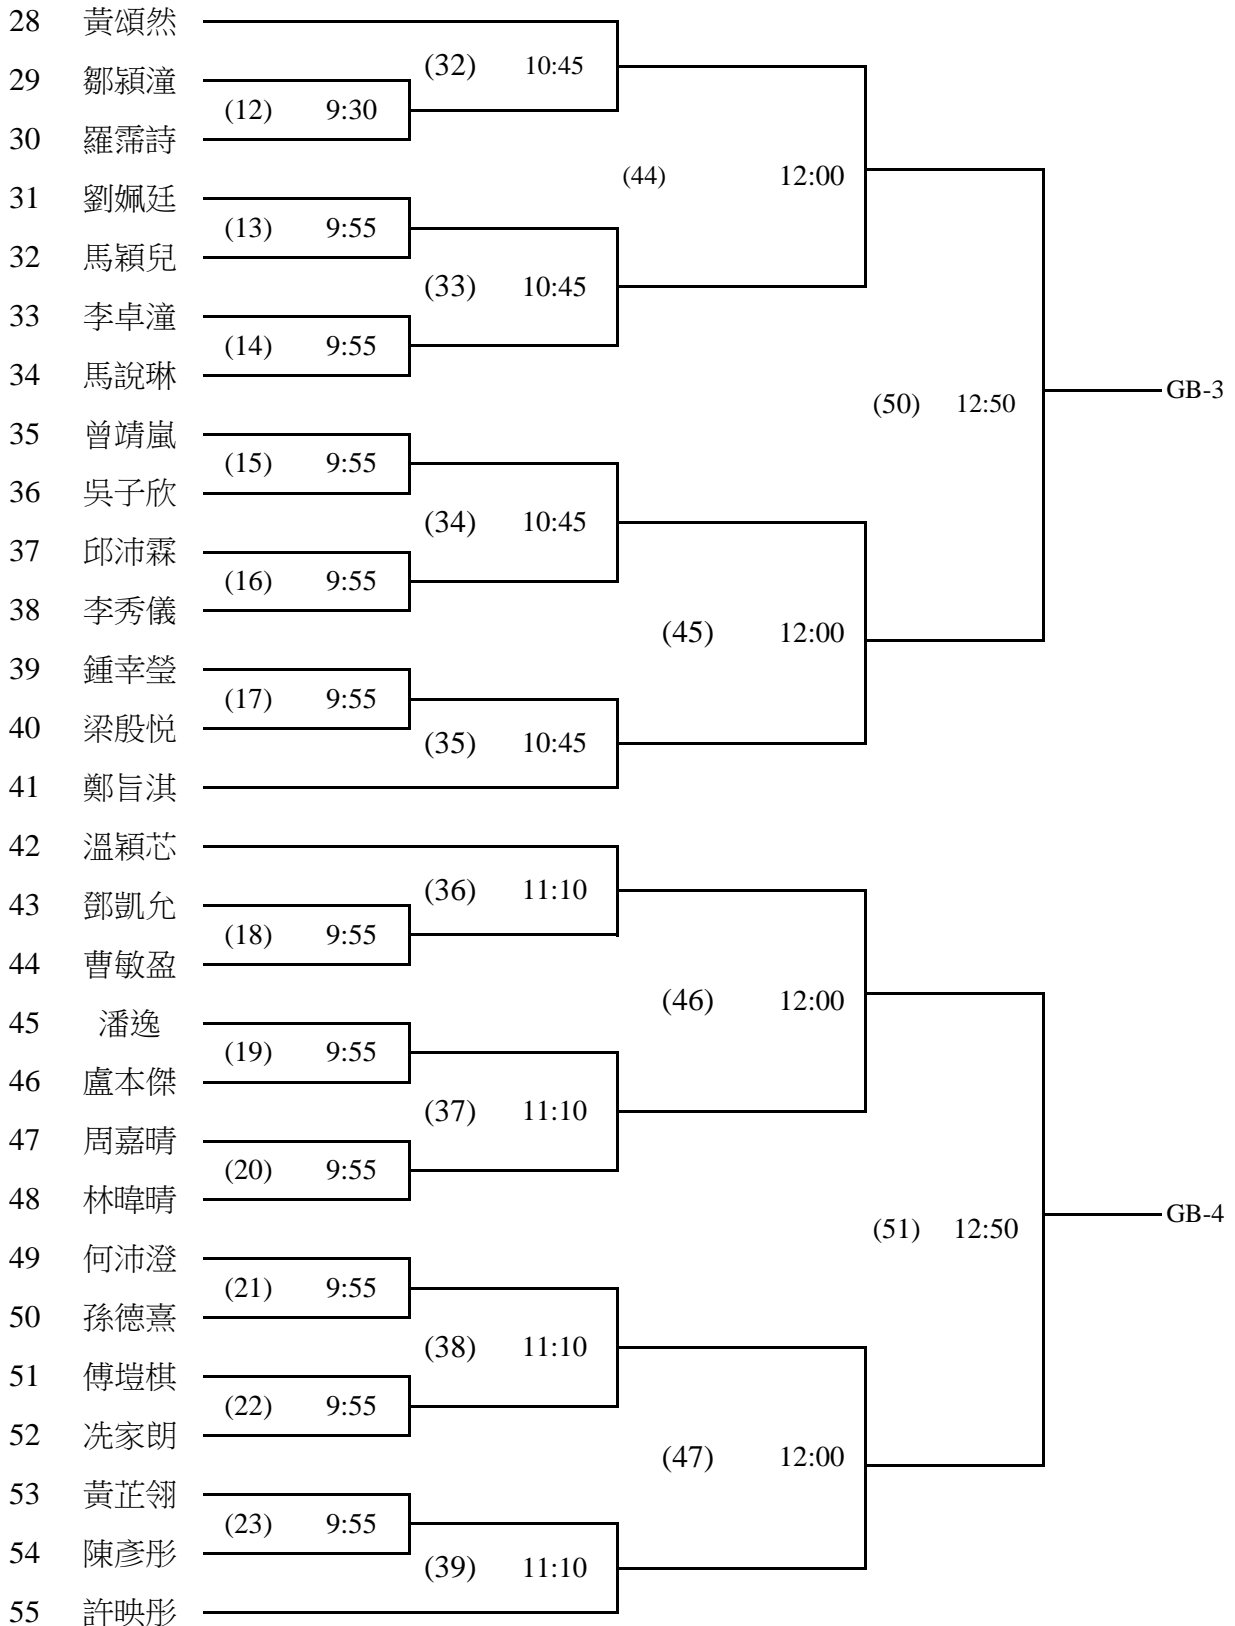 28 黃頌然
(32) 10:45
29 鄒潁潼
(12) 9:30
30 羅霈詩
(44) 12:00
31 劉姵廷
(13) 9:55
32 馬穎兒
(33) 10:45
33 李卓潼
(14) 9:55
34 馬說琳
GB-3
(50) 12:50
35 曾靖嵐
(15) 9:55
36 吳子欣
(34) 10:45
37 邱沛霖
(16) 9:55
38 李秀儀
(45) 12:00
39 鍾幸瑩
(17) 9:55
40 梁殷悦
(35) 10:45
41 鄭旨淇
42 溫穎芯
(36) 11:10
43 鄧凱允
(18) 9:55
44 曹敏盈
(46) 12:00
45 潘逸
(19) 9:55
46 盧本傑
(37) 11:10
47 周嘉晴
(20) 9:55
48 林暐晴
GB-4
(51) 12:50
49 何沛澄
(21) 9:55
50 孫德熹
(38) 11:10
51 傅塏棋
(22) 9:55
52 冼家朗
(47) 12:00
53 黃芷翎
(23) 9:55
54 陳彥彤
(39) 11:10
55 許映彤